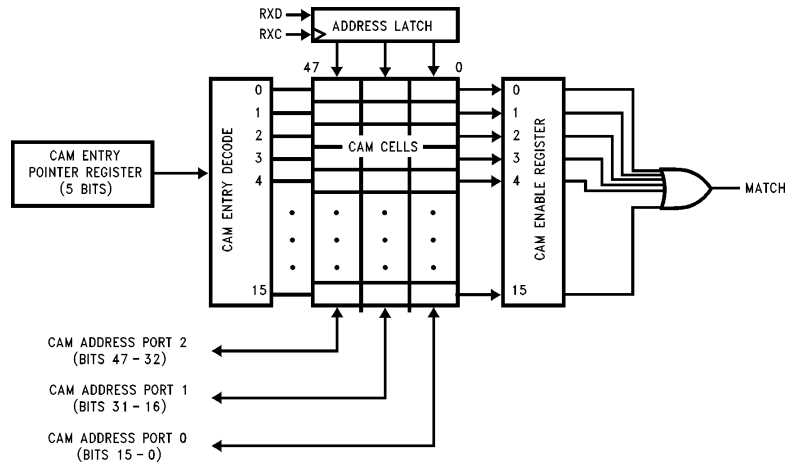 RXD
RXC
ADDRESS LATCH
47
0
CAM ENTRY
POINTER REGISTER
(5 BITS)
CAM ENTRY DECODE
0
1
2
3
4
15
CAM CELLS
CAM ENABLE REGISTER
0
1
2
3
4
15
MATCH
CAM ADDRESS PORT 2
(BITS 47 – 32)
CAM ADDRESS PORT 1
(BITS 31 – 16)
CAM ADDRESS PORT 0
(BITS 15 – 0)